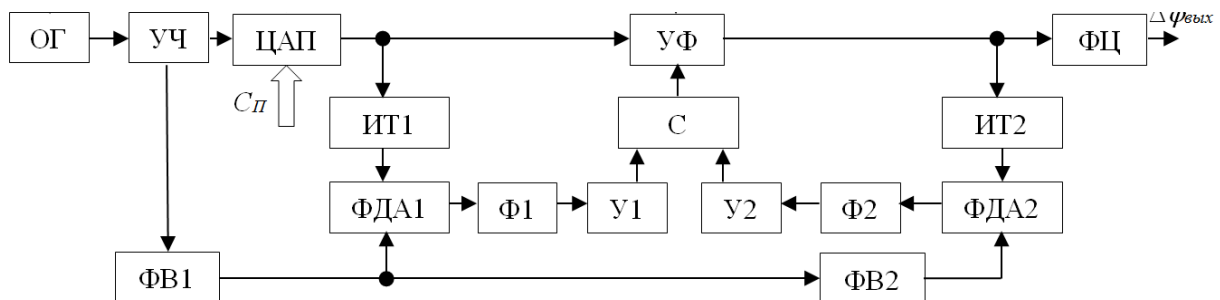 Δφвых
ОГ УЧ ЦАП УФ ФЦ
СП
ИТ1 С ИТ2
ФДА1 Ф1 У1 У2 Ф2 ФДА2
ФВ1 ФВ2